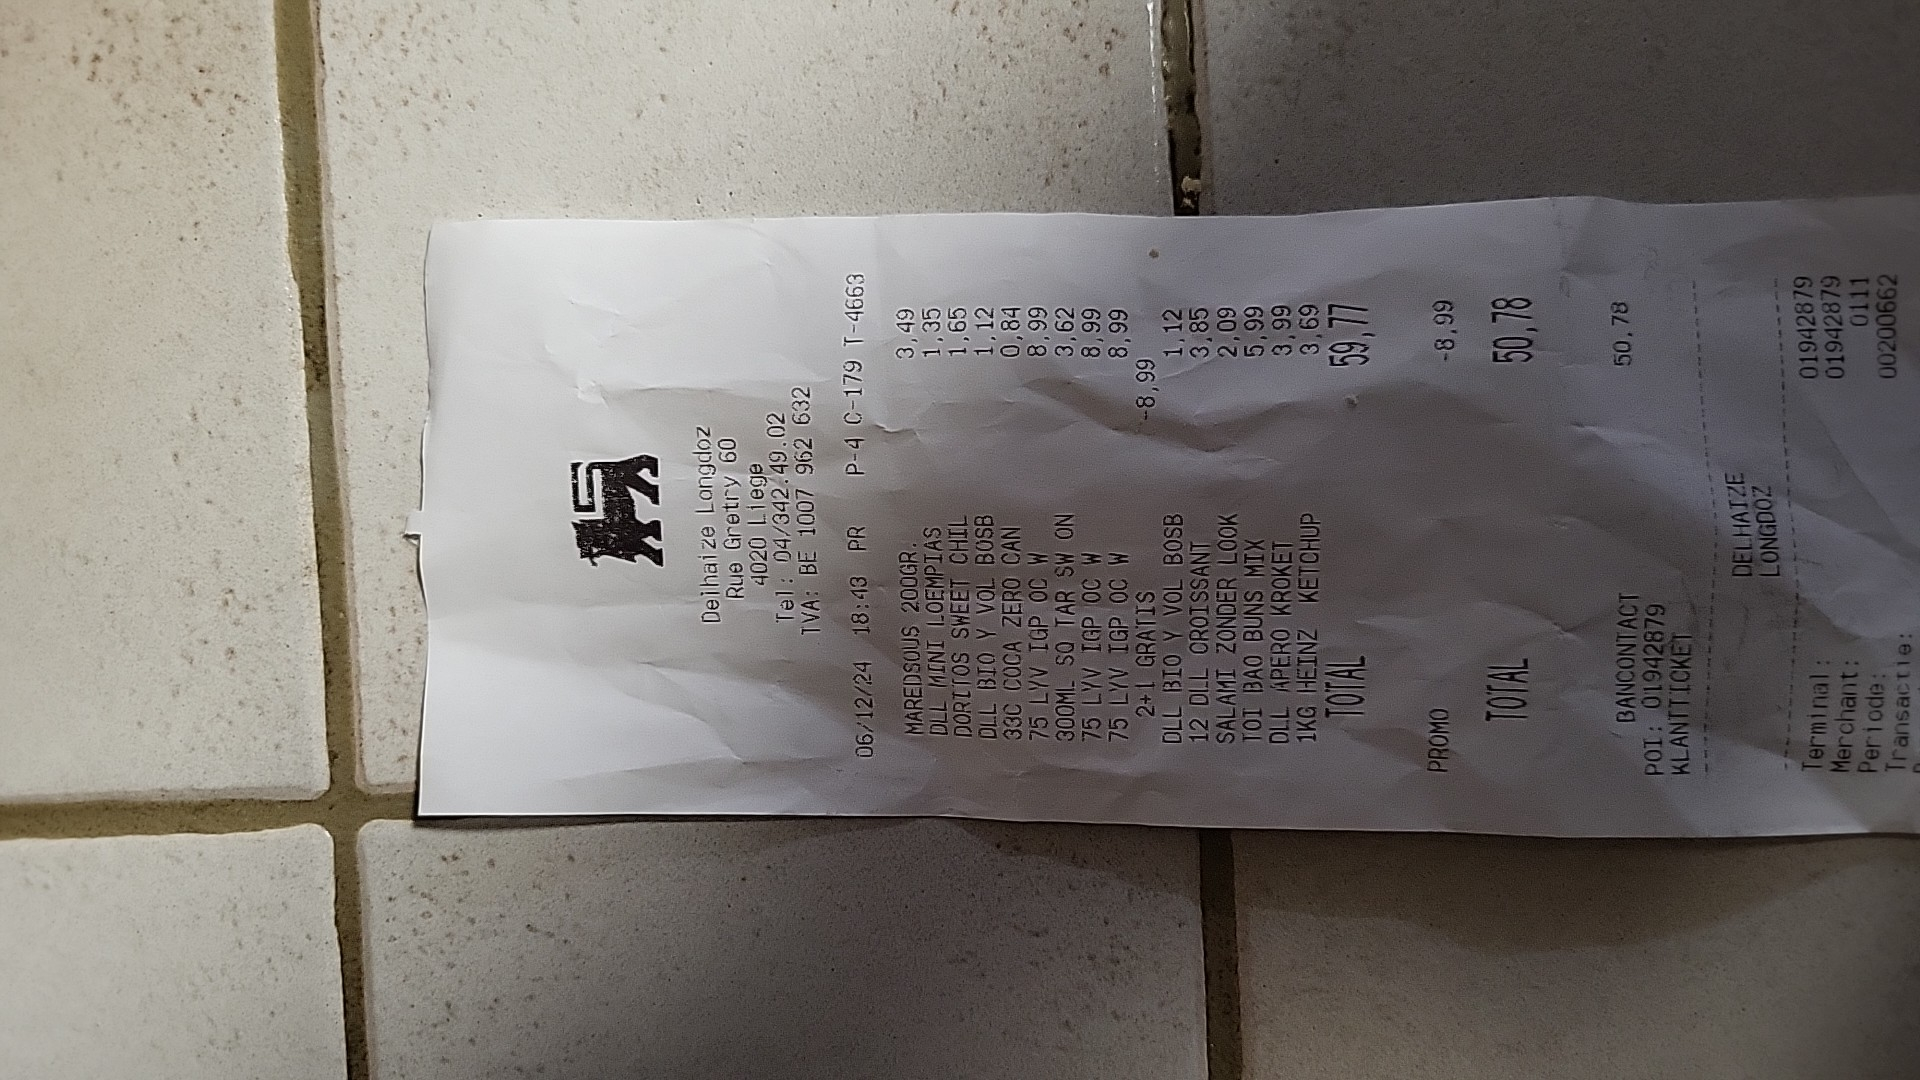 Delhaize Longdoz
Rue Gretry 60
4020 Liege
Tel: 04/342.49.02
TVA: BE 1007 962 632
06/12/24 18:43 PR P-4 C-179 T-4663
MAREDSOUS 200GR. 3,49
DLL MINI LOEMPIAS 1,35
DORITOS SWEET CHIL 1,65
DLL BIO Y VOL BOSB 1,12
33C COCA ZERO CAN 0,84
75 LYV IGP OC W 8,99
300ML SO TAR SW ON 3,62
75 LYV IGP OC W 8,99
75 LYV IGP OC W 8,99
2+1 GRATIS -8,99
DLL BIO Y VOL BOSB 1,12
12 DLL CROISSANT 3,85
SALAMI ZONDER LOOK 2,09
TOI BAO BUNS MIX 5,99
DLL APERO KROKET 3,99
1KG HEINZ KETCHUP 3,69
TOTAL 59,77
PROMO -8,99
TOTAL 50,78
BANCONTACT 50,78
POI: 01942879
KLANTTICKET
DELHAIZE
LONGDOZ
Terminal: 01942879
Merchant: 01942879
Periode: 0111
Transactie: 00200662